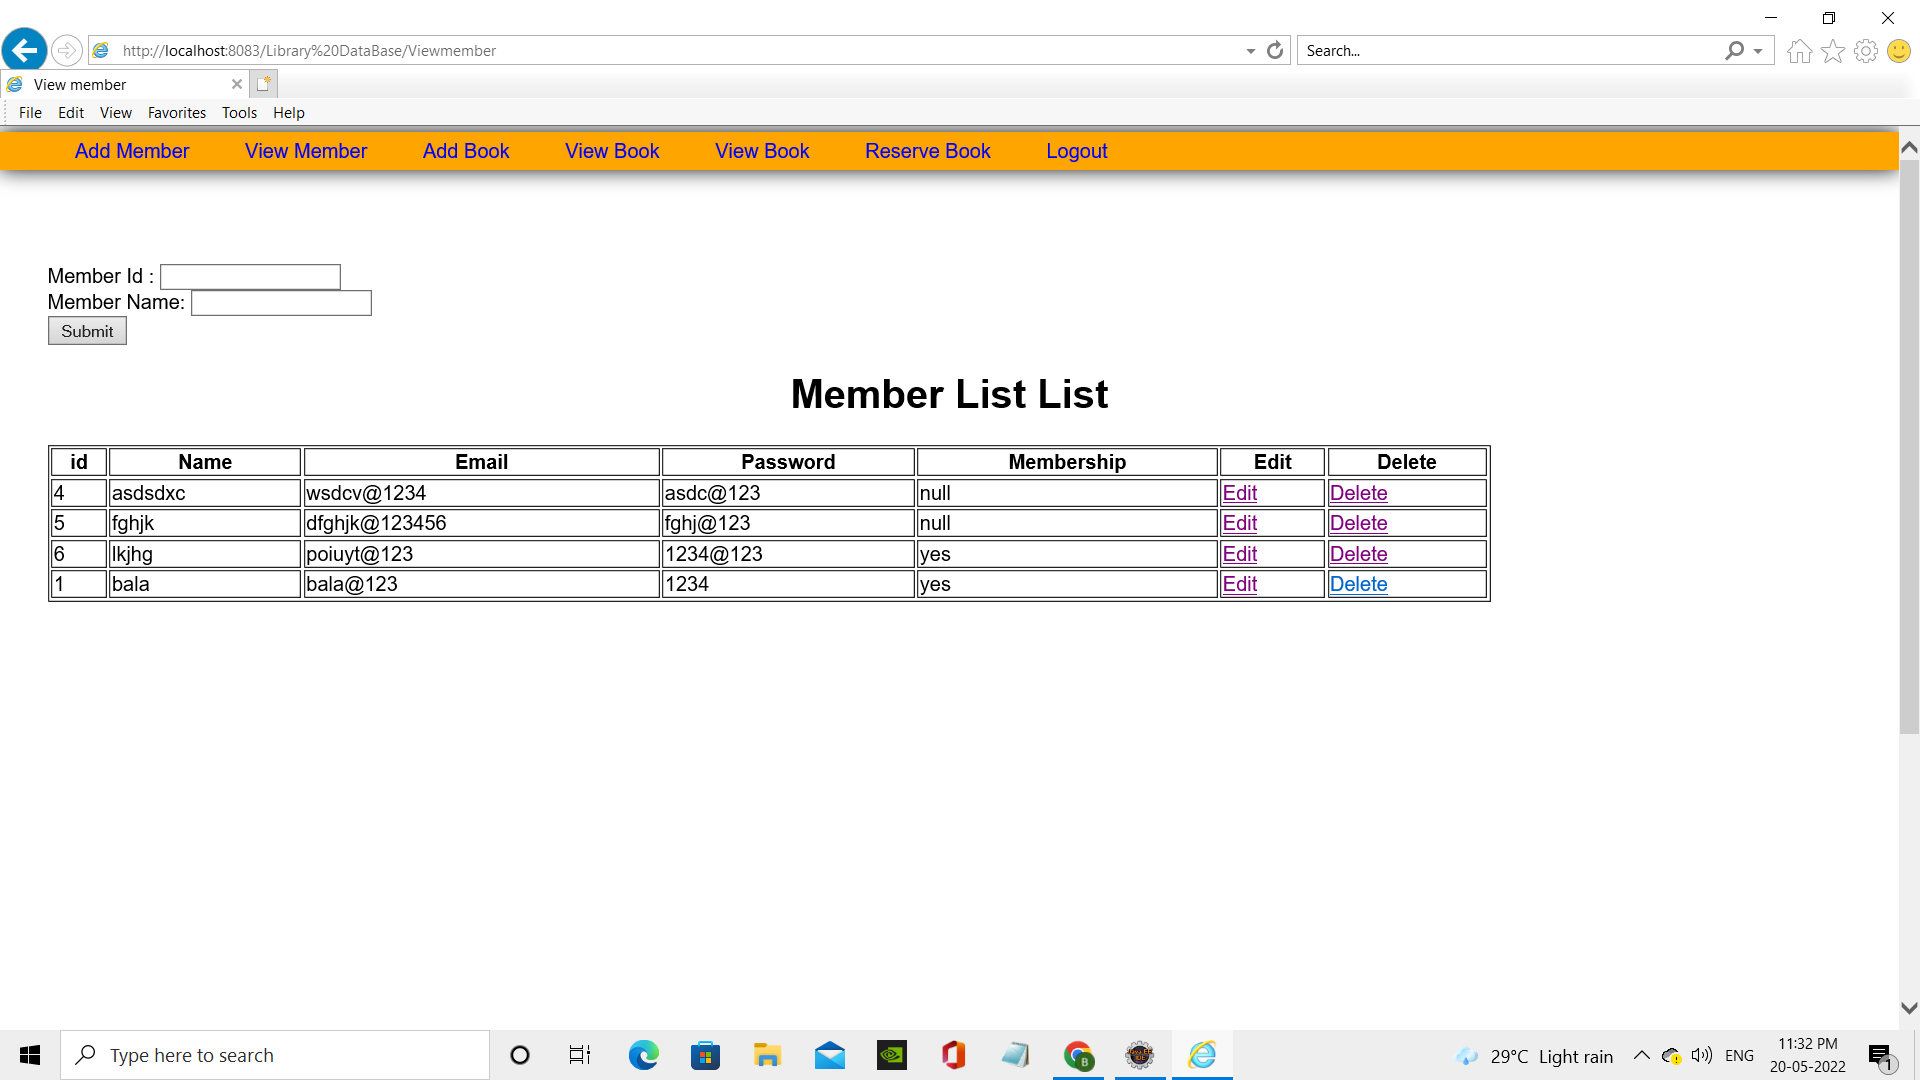 http://localhost:8083/Library%20DataBase/Viewmember
Search...
View member
File Edit View Favorites Tools Help
Add Member View Member Add Book View Book View Book Reserve Book Logout
Member Id :
Member Name:
Submit
Member List List
id Name Email Password Membership Edit Delete
4 asdsdxc wsdcv@1234 asdc@123 null Edit Delete
5 fghjk dfghjk@123456 fghj@123 null Edit Delete
6 lkjhg poiuyt@123 1234@123 yes Edit Delete
1 bala bala@123 1234 yes Edit Delete
Type here to search
B
29°C Light rain
ENG
11:32 PM
20-05-2022
1